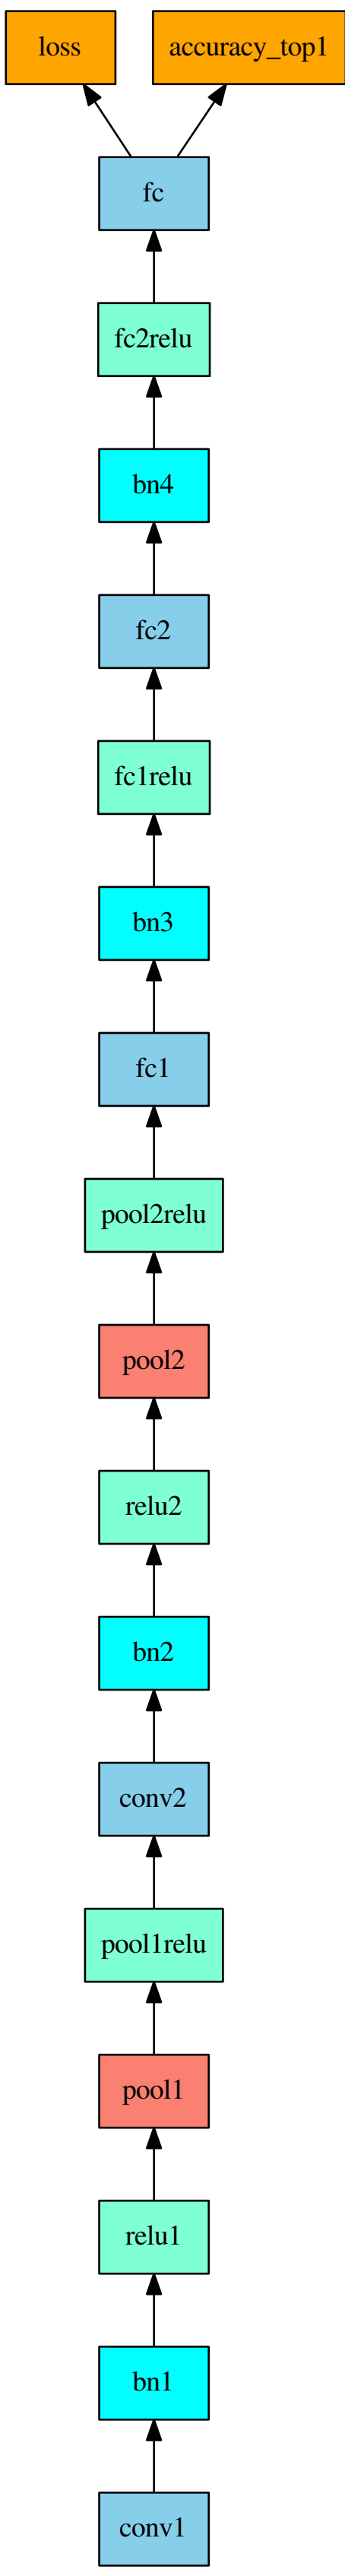 loss
accuracy_top1
fc
fc2relu
bn4
fc2
fc1relu
bn3
fc1
pool2relu
pool2
relu2
bn2
conv2
pool1relu
pool1
relu1
bn1
conv1